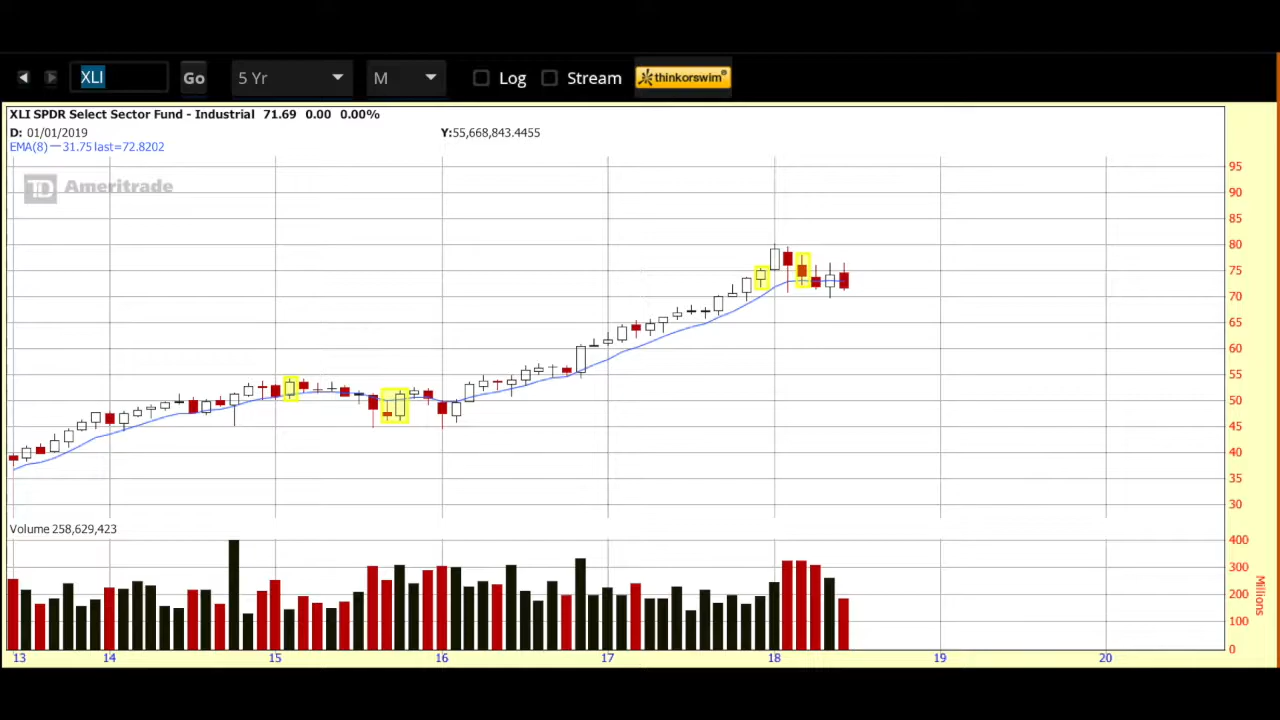 XLI Go 5 Yr M Log Stream thinkorswim®
XLI SPDR Select Sector Fund - Industrial 71.69 0.00 0.00%
D: 01/01/2019 Y:55,668,843.4455
EMA(8) — 31.75 last=72.8202
TD Ameritrade
95
90
85
80
75
70
65
60
55
50
45
40
35
30
Volume 258,629,423
400
300
200
100
0
Millions
13 14 15 16 17 18 19 20